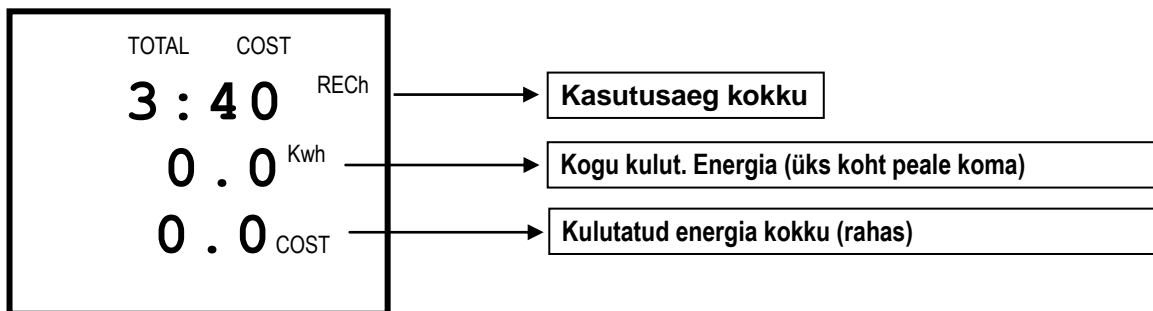 TOTAL COST
3:40 RECh Kasutusaeg kokku
0.0 Kwh Kogu kulut. Energia (üks koht peale koma)
0.0 COST Kulutatud energia kokku (rahas)